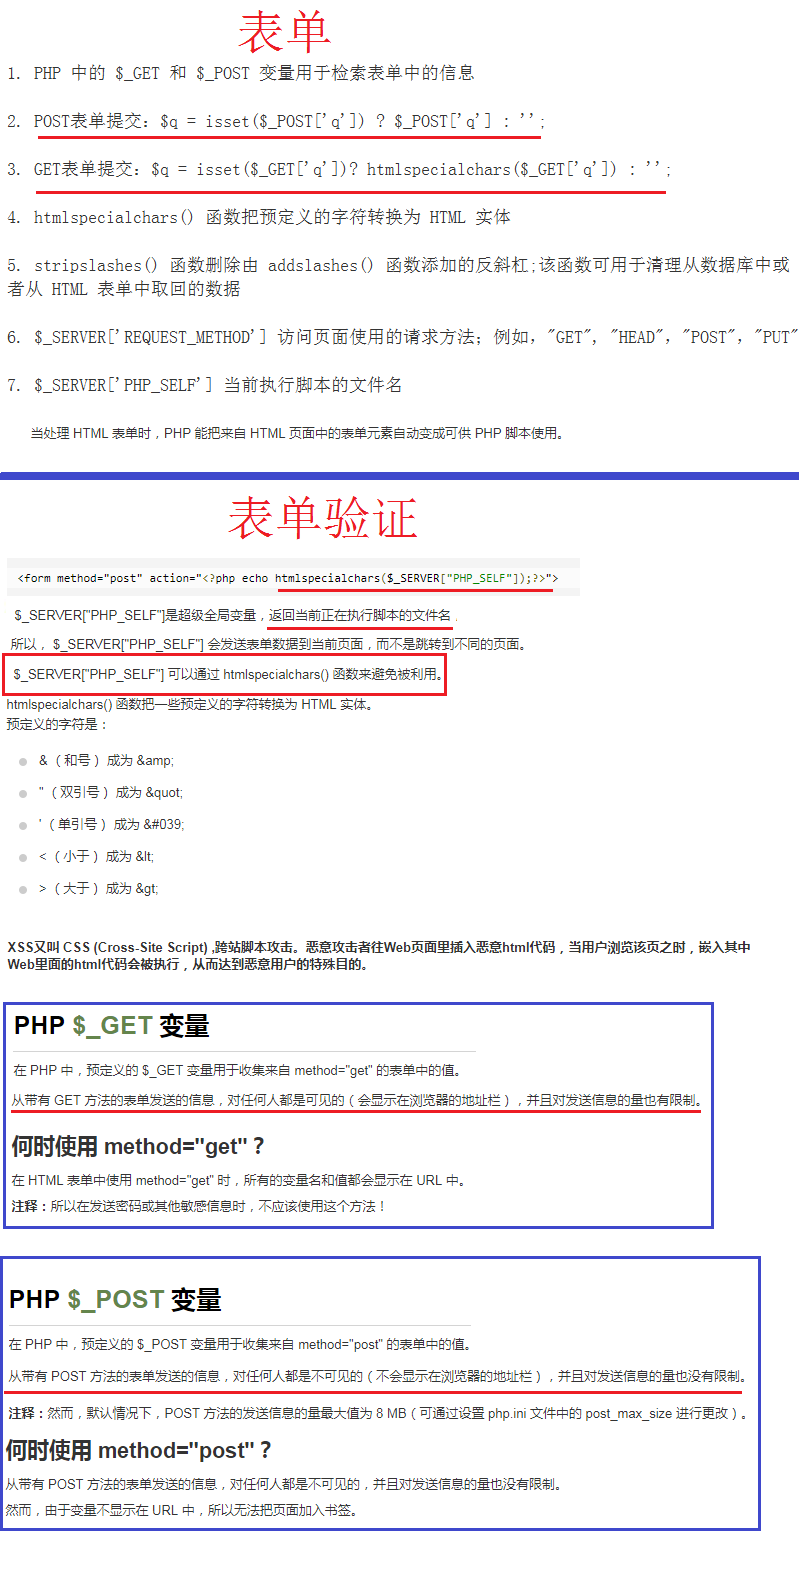 表单
1. PHP 中的 $_GET 和 $_POST 变量用于检索表单中的信息
2. POST表单提交: $q = isset($_POST['q']) ? $_POST['q'] : '';
3. GET表单提交: $q = isset($_GET['q'])? htmlspecialchars($_GET['q']) : '';
4. htmlspecialchars() 函数把预定义的字符转换为 HTML 实体
5. stripslashes() 函数删除由 addslashes() 函数添加的反斜杠;该函数可用于清理从数据库中或
者从 HTML 表单中取回的数据
6. $_SERVER['REQUEST_METHOD'] 访问页面使用的请求方法; 例如, "GET", "HEAD", "POST", "PUT"
7. $_SERVER['PHP_SELF'] 当前执行脚本的文件名
当处理 HTML 表单时，PHP 能把来自 HTML 页面中的表单元素自动变成可供 PHP 脚本使用。
表单验证
<form method="post" action="<?php echo htmlspecialchars($_SERVER["PHP_SELF"]);?>">
$_SERVER["PHP_SELF"]是超级全局变量，返回当前正在执行脚本的文件名，
所以， $_SERVER["PHP_SELF"] 会发送表单数据到当前页面，而不是跳转到不同的页面。
$_SERVER["PHP_SELF"] 可以通过 htmlspecialchars() 函数来避免被利用。
htmlspecialchars() 函数把一些预定义的字符转换为 HTML 实体。
预定义的字符是：
& （和号） 成为 &amp;
" （双引号） 成为 &quot;
' （单引号） 成为 &#039;
< （小于） 成为 &lt;
> （大于） 成为 &gt;
XSS又叫 CSS (Cross-Site Script) ,跨站脚本攻击。恶意攻击者往Web页面里插入恶意html代码，当用户浏览该页之时，嵌入其中
Web里面的html代码会被执行，从而达到恶意用户的特殊目的。
PHP $_GET 变量
在 PHP 中，预定义的 $_GET 变量用于收集来自 method="get" 的表单中的值。
从带有 GET 方法的表单发送的信息，对任何人都是可见的（会显示在浏览器的地址栏），并且对发送信息的量也有限制。
何时使用 method="get"？
在 HTML 表单中使用 method="get" 时，所有的变量名和值都会显示在 URL 中。
注释：所以在发送密码或其他敏感信息时，不应该使用这个方法！
PHP $_POST 变量
在 PHP 中，预定义的 $_POST 变量用于收集来自 method="post" 的表单中的值。
从带有 POST 方法的表单发送的信息，对任何人都是不可见的（不会显示在浏览器的地址栏），并且对发送信息的量也没有限制。
注释：然而，默认情况下，POST 方法的发送信息的量最大值为 8 MB（可通过设置 php.ini 文件中的 post_max_size 进行更改）。
何时使用 method="post"？
从带有 POST 方法的表单发送的信息，对任何人都是不可见的，并且对发送信息的量也没有限制。
然而，由于变量不显示在 URL 中，所以无法把页面加入书签。